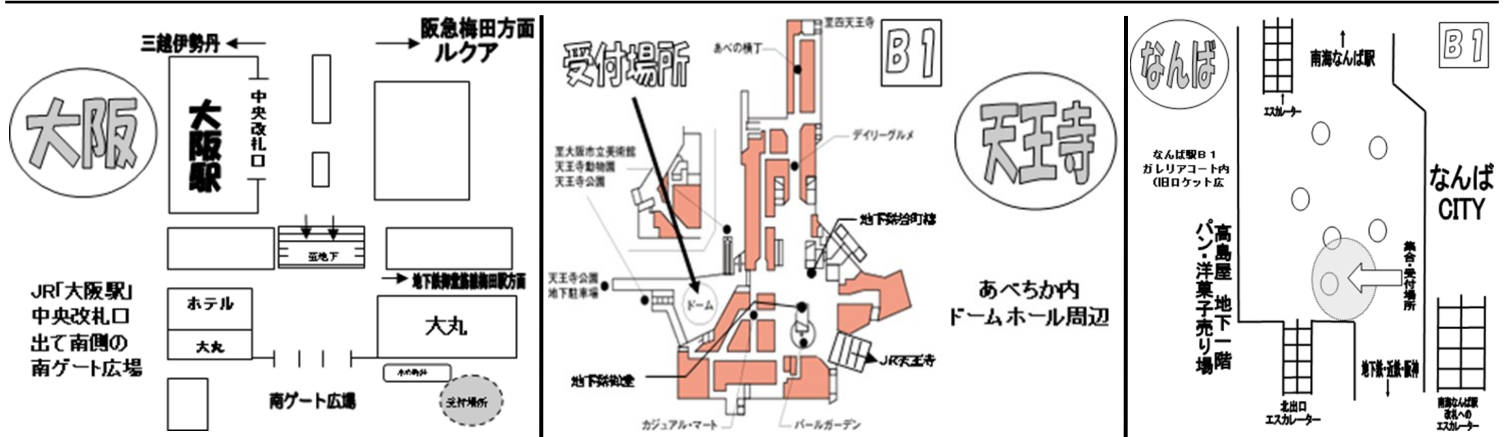 三越伊勢丹
阪急梅田方面
ルクア
大阪
大阪駅
中央改札口
至地下
地下鉄御堂筋線梅田駅方面
JR「大阪駅」
中央改札口
出て南側の
南ゲート広場
ホテル
大丸
大丸
受付場所
南ゲート広場
受付場所
B1
天王寺
至四天王寺
あべの横丁
デイリーグルメ
至大阪市立美術館
天王寺動物園
天王寺公園
地下鉄谷町線
天王寺公園
地下駐車場
ドーム
あべちか内
ドームホール周辺
JR天王寺
地下鉄御堂
カジュアル・マート
パールガーデン
なんば
B1
南海なんば駅
エスカレーター
なんば駅B1
ガレリアコート内
(旧ロケット広
なんば
CITY
高島屋 地下一階
パン・洋菓子売り場
集合・受付場所
地下鉄・近鉄・阪神
北出口
エスカレーター
南海なんば駅
改札への
エスカレーター